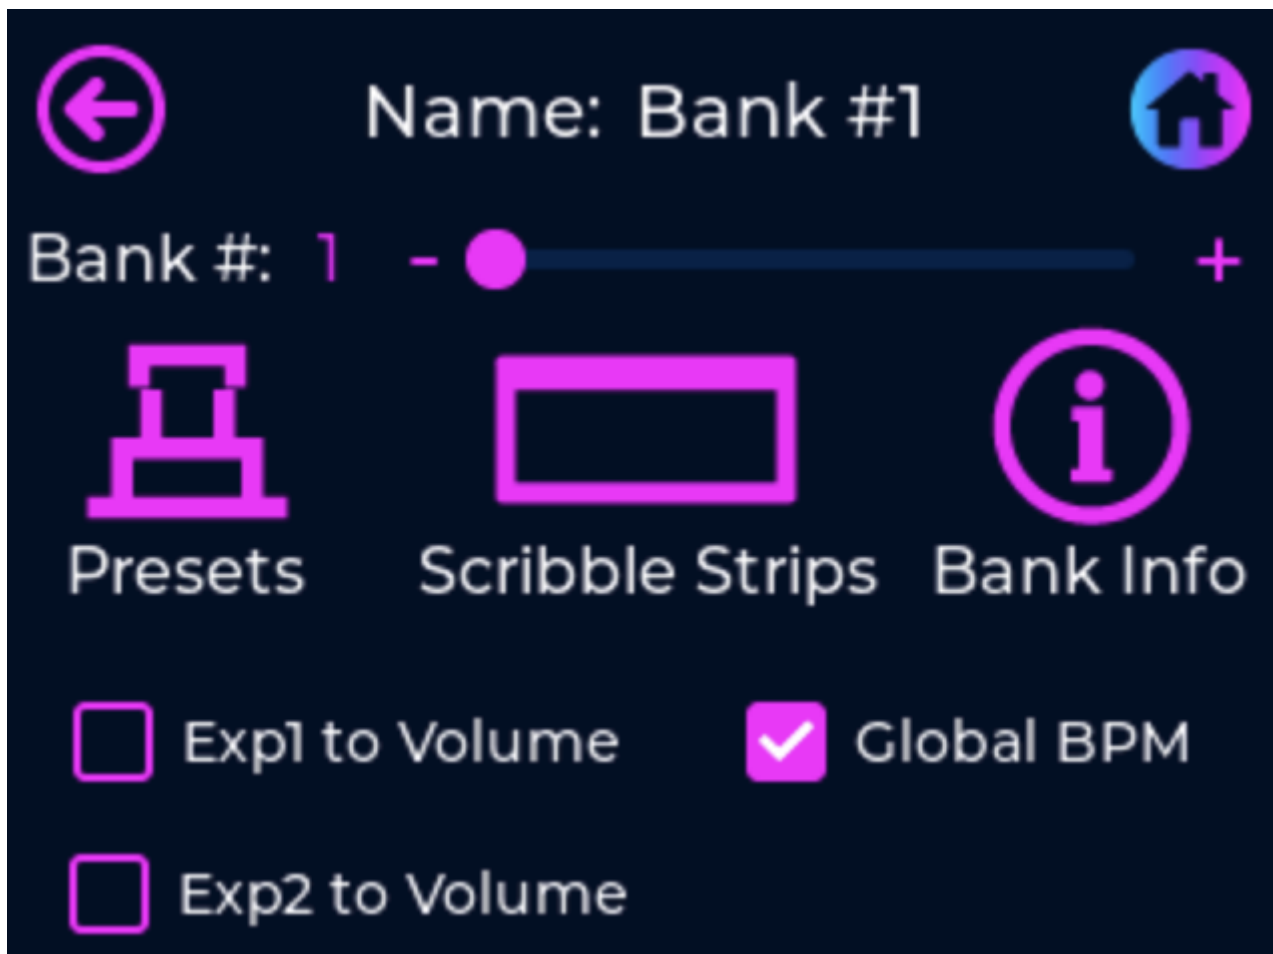 Name: Bank #1
Bank #: 1 - +
Presets Scribble Strips Bank Info
Exp1 to Volume Global BPM
Exp2 to Volume